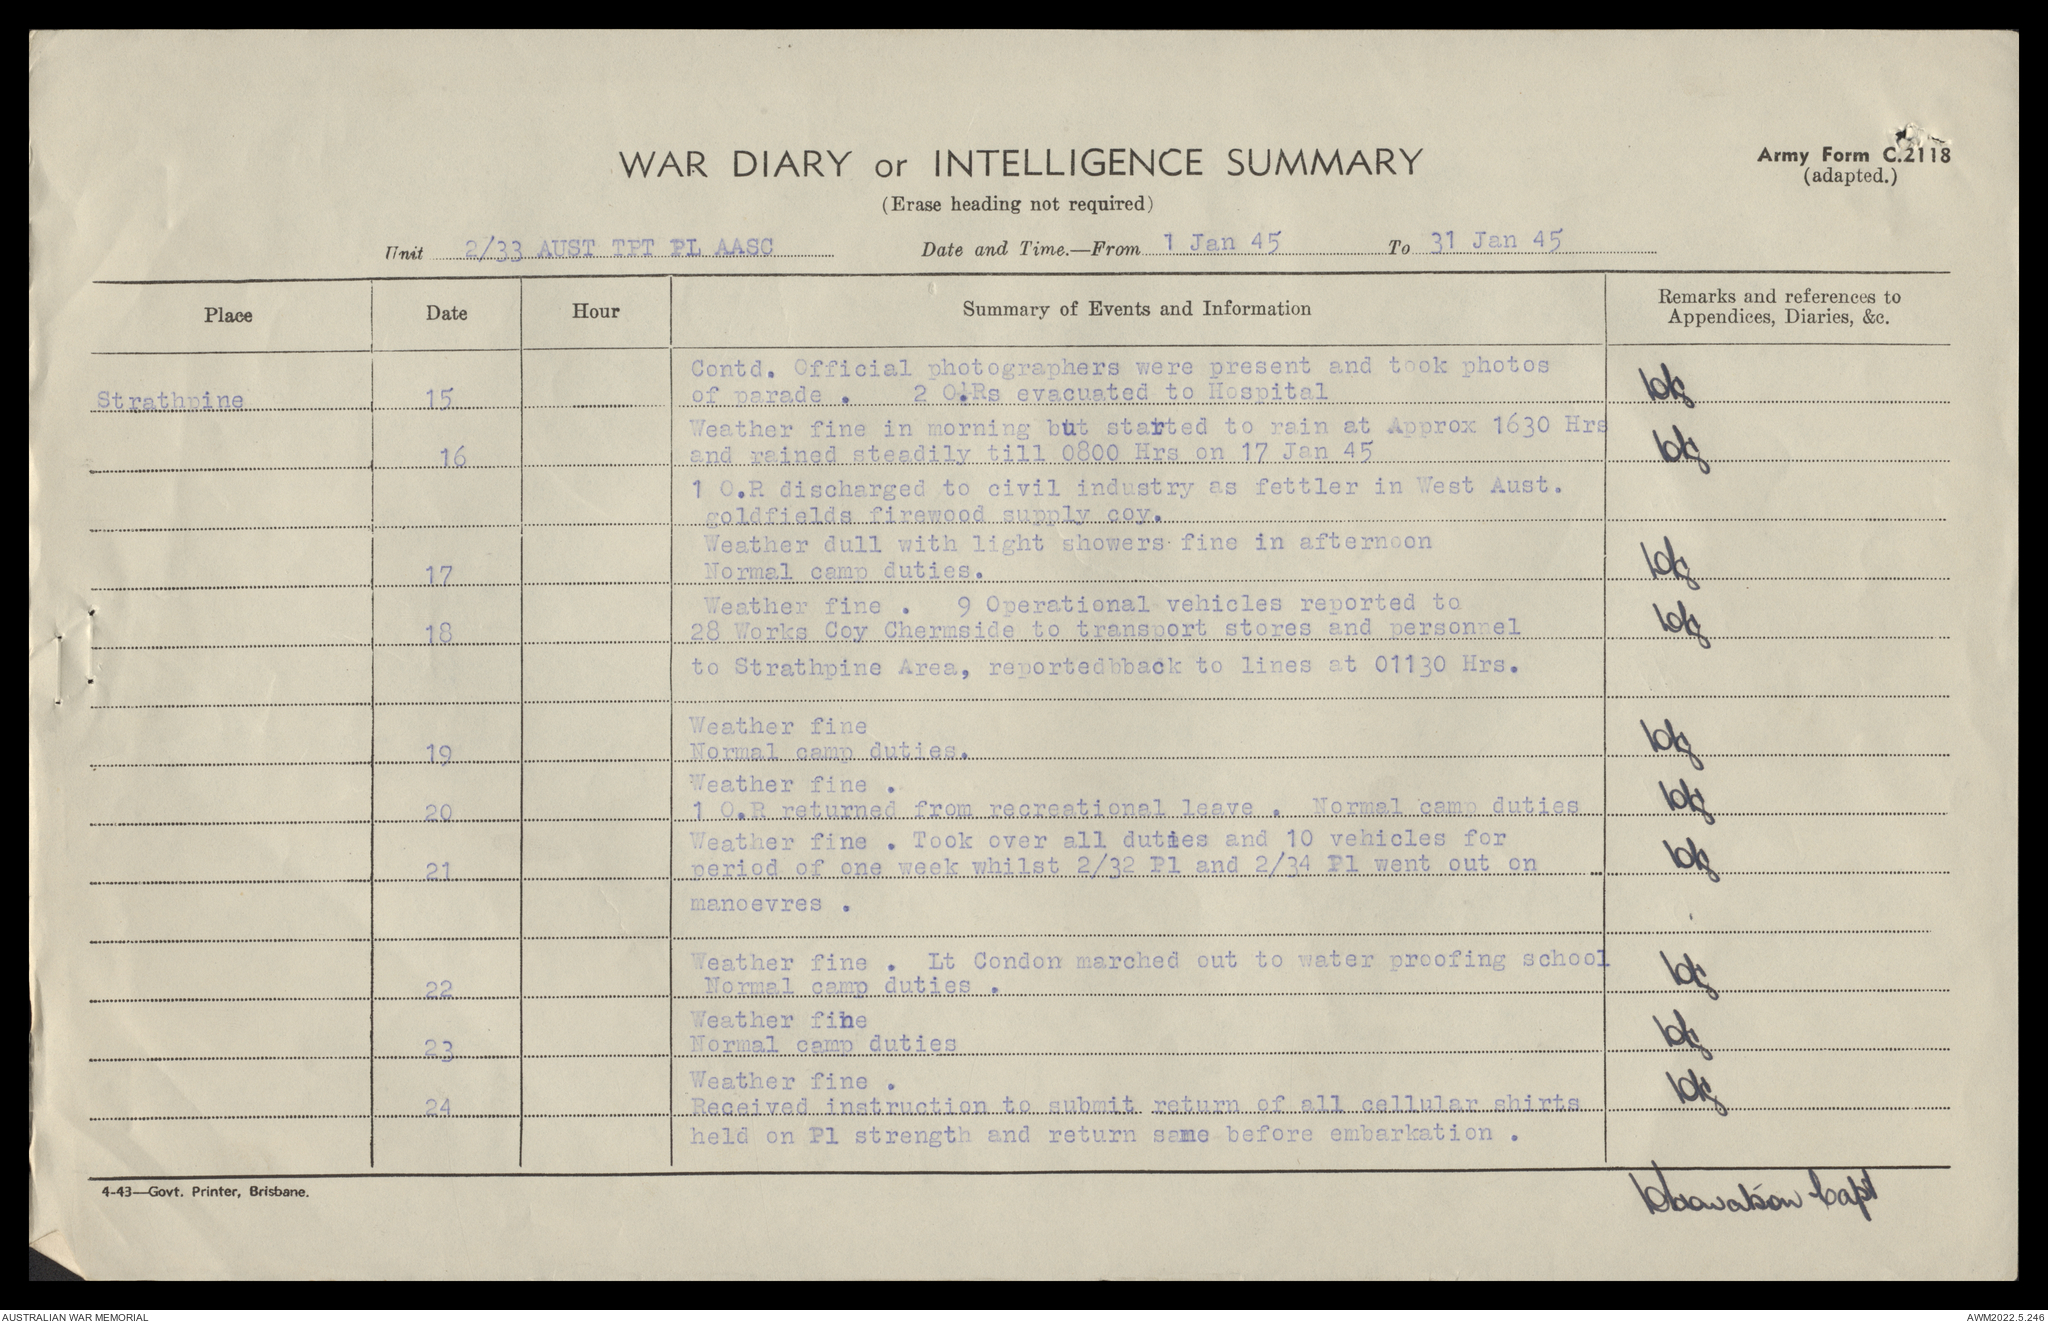 WAR DIARY or INTELLIGENCE SUMMARY
Army Form C.2118
(adapted.)
(Erase heading not required)
Unit 2/33 AUST TPT PL AASC Date and Time.—From 1 Jan 45 To 31 Jan 45
Place Date Hour Summary of Events and Information Remarks and references to
Appendices, Diaries, &c.
Contd. Official photographers were present and took photos
Strathpine 15 of parade . 2 O.Rs evacuated to Hospital
Weather fine in morning but started to rain at Approx 1630 Hrs
16 and rained steadily till 0800 Hrs on 17 Jan 45
1 O.R discharged to civil industry as fettler in West Aust.
goldfields firewood supply coy.
Weather dull with light showers fine in afternoon
17 Normal camp duties.
Weather fine . 9 Operational vehicles reported to
18 28 Works Coy Chermside to transport stores and personnel
to Strathpine Area, reportedbback to lines at 01130 Hrs.
Weather fine
19 Normal camp duties.
Weather fine .
20 1 O.R returned from recreational leave . Normal camp duties
Weather fine . Took over all duties and 10 vehicles for
21 period of one week whilst 2/32 Pl and 2/34 Pl went out on
manoevres .
Weather fine . Lt Condon marched out to water proofing school
22 Normal camp duties .
Weather fine
23 Normal camp duties
Weather fine .
24 Received instruction to submit return of all cellular shirts
held on Pl strength and return same before embarkation .
4-43—Govt. Printer, Brisbane.
Capt
AUSTRALIAN WAR MEMORIAL
AWM2022.5.246